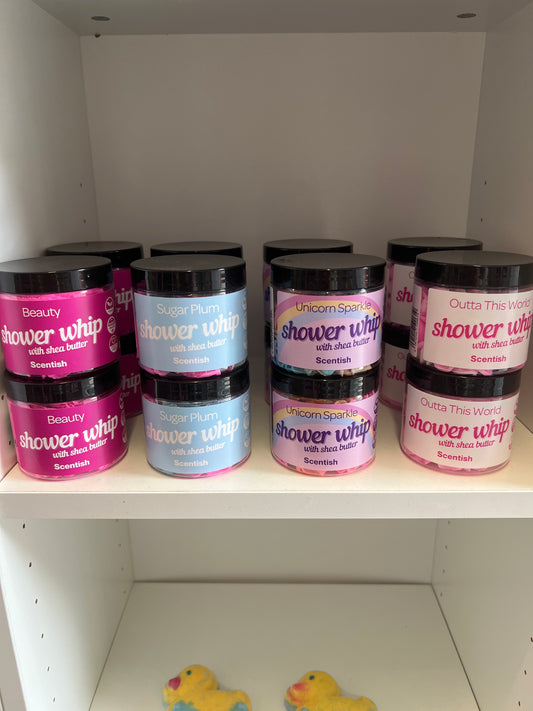 Beauty
shower whip
with shea butter
Scentish
Sugar Plum
shower whip
with shea butter
Scentish
Unicorn Sparkle
shower whip
with shea butter
Scentish
Outta This World
shower whip
with shea butter
Scentish
Beauty
shower whip
with shea butter
Scentish
Sugar Plum
shower whip
with shea butter
Scentish
Unicorn Sparkle
shower whip
with shea butter
Scentish
Outta This World
shower whip
with shea butter
Scentish